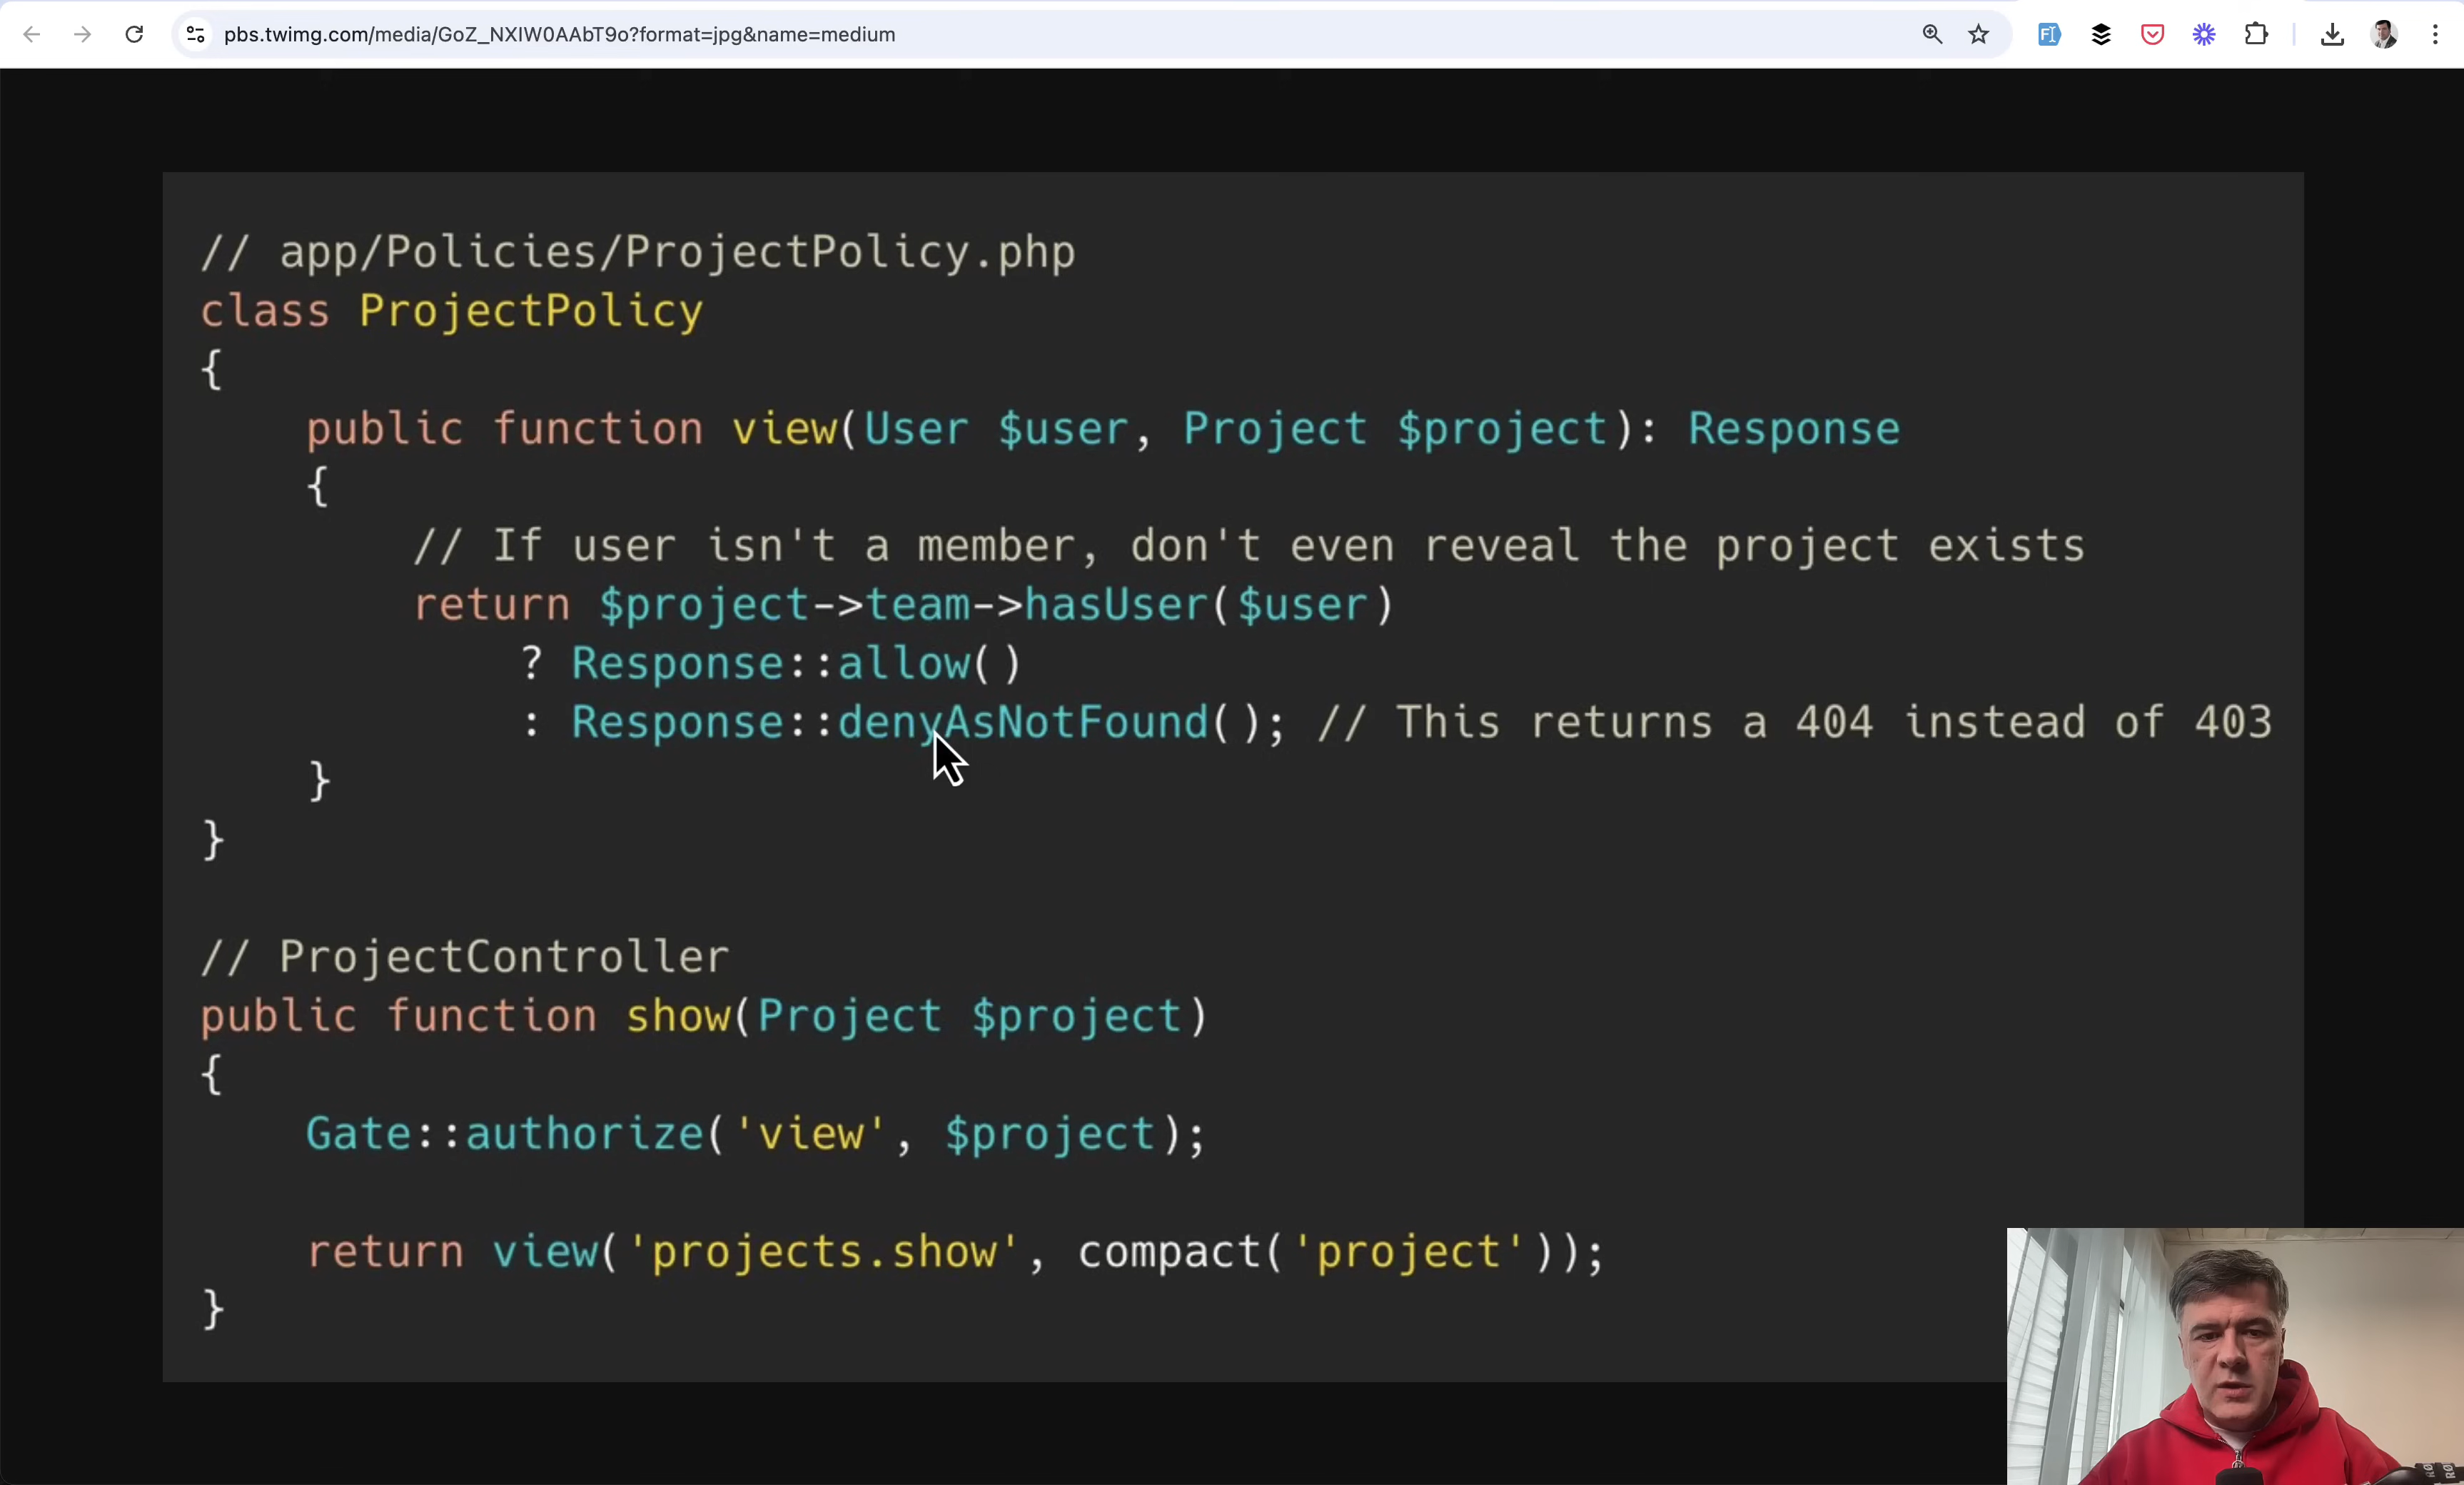 pbs.twimg.com/media/GoZ_NXIW0AAbT9o?format=jpg&name=medium
// app/Policies/ProjectPolicy.php
class ProjectPolicy
{
    public function view(User $user, Project $project): Response
    {
        // If user isn't a member, don't even reveal the project exists
        return $project->team->hasUser($user)
            ? Response::allow()
            : Response::denyAsNotFound(); // This returns a 404 instead of 403
    }
}
// ProjectController
public function show(Project $project)
{
    Gate::authorize('view', $project);
    return view('projects.show', compact('project'));
}